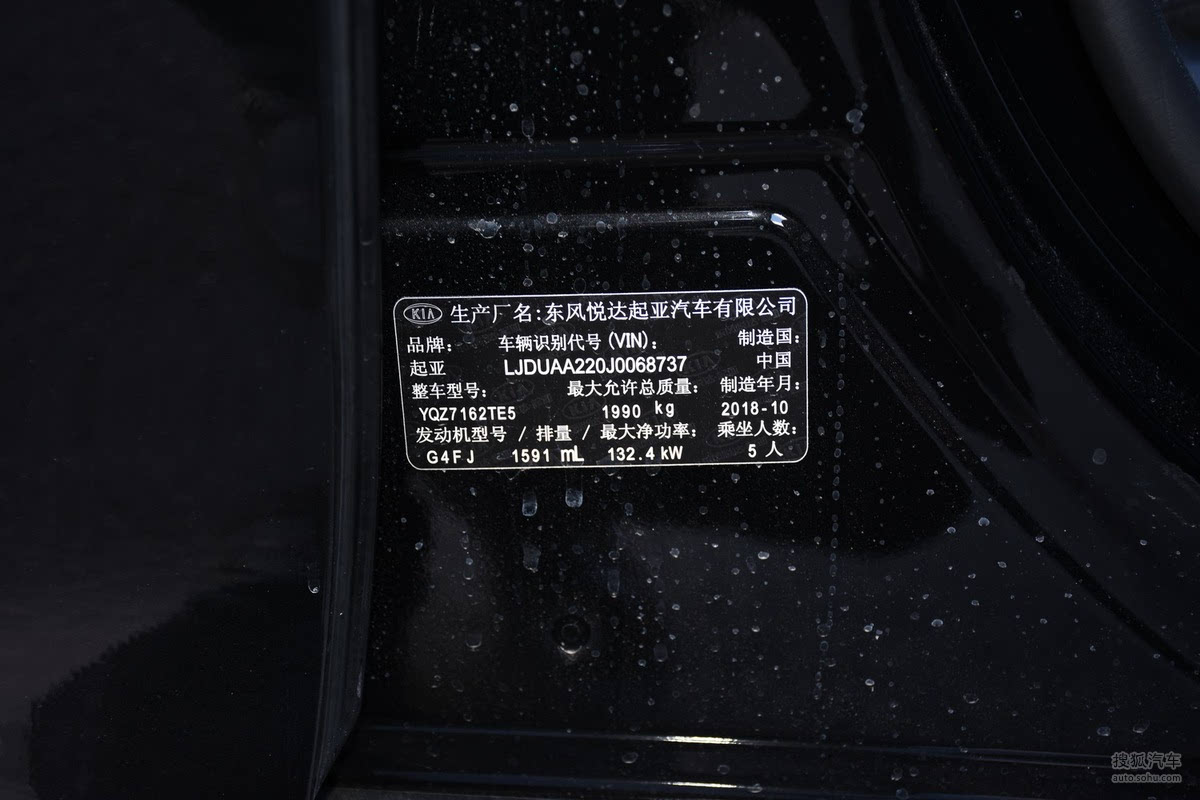 KIA 生产厂名:东风悦达起亚汽车有限公司
品牌: 车辆识别代号(VIN): 制造国:
起亚 LJDUAA220J0068737 中国
整车型号: 最大允许总质量: 制造年月:
YQZ7162TE5 1990 kg 2018-10
发动机型号 / 排量 / 最大净功率: 乘坐人数:
G4FJ 1591 mL 132.4 kW 5 人
搜狐汽车
auto.sohu.com